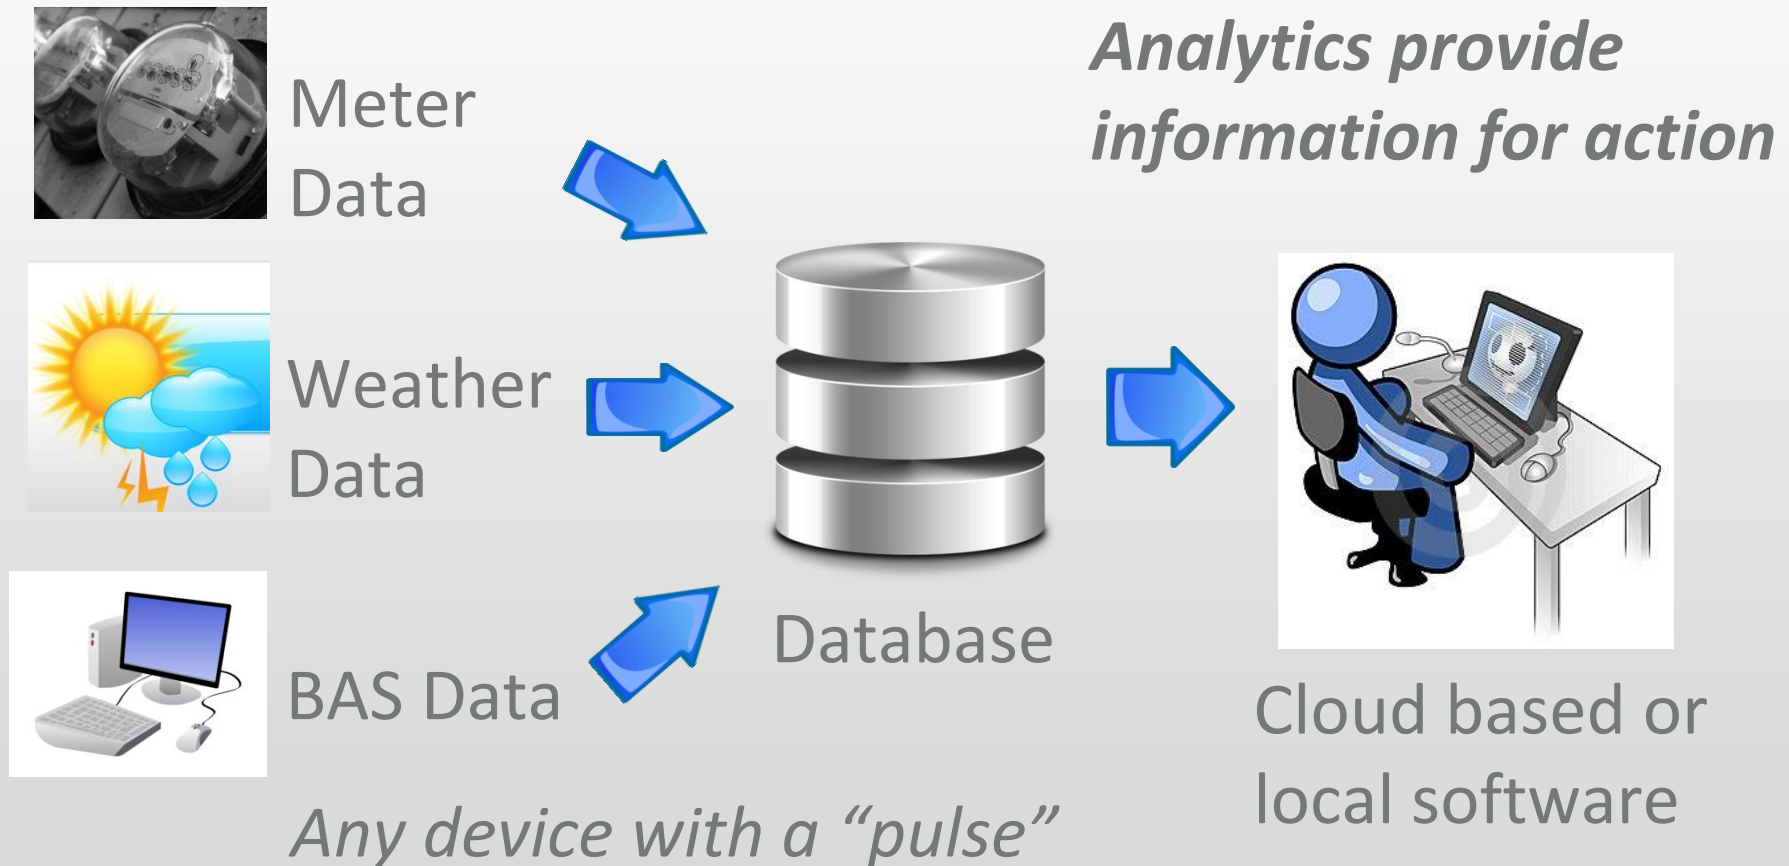 Analytics provide
information for action
Meter
Data
Weather
Data
BAS Data
Any device with a “pulse”
Database
Cloud based or
local software